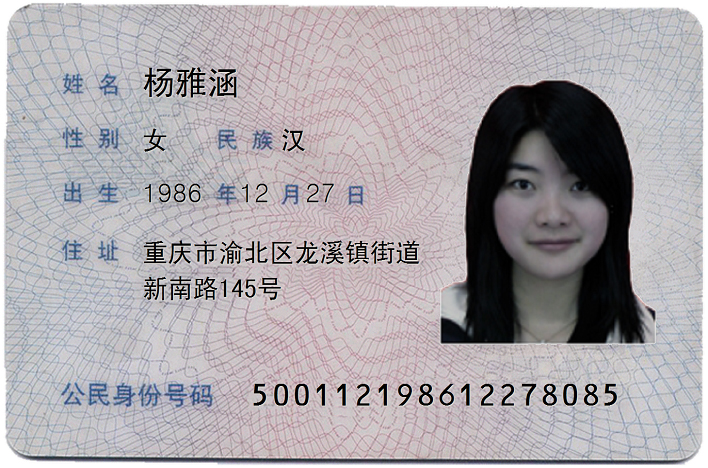 姓名 杨雅涵
性别 女 民族 汉
出生 1986 年 12 月 27 日
住址 重庆市渝北区龙溪镇街道
新南路145号
公民身份号码 500112198612278085